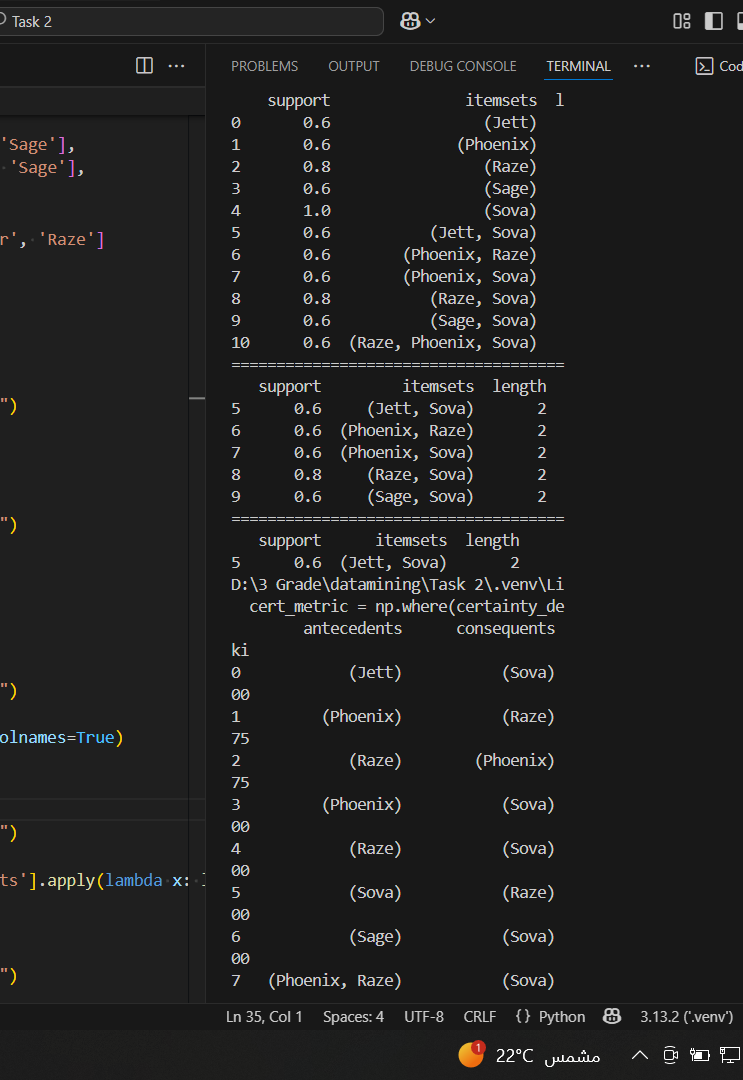 Task 2
PROBLEMS OUTPUT DEBUG CONSOLE TERMINAL ... Cod
'Sage'],
'Sage'],
r', 'Raze']
")
")
")
olnames=True)
")
ts'].apply(lambda x: l
")
support itemsets l
0 0.6 (Jett)
1 0.6 (Phoenix)
2 0.8 (Raze)
3 0.6 (Sage)
4 1.0 (Sova)
5 0.6 (Jett, Sova)
6 0.6 (Phoenix, Raze)
7 0.6 (Phoenix, Sova)
8 0.8 (Raze, Sova)
9 0.6 (Sage, Sova)
10 0.6 (Raze, Phoenix, Sova)
=====================================
support itemsets length
5 0.6 (Jett, Sova) 2
6 0.6 (Phoenix, Raze) 2
7 0.6 (Phoenix, Sova) 2
8 0.8 (Raze, Sova) 2
9 0.6 (Sage, Sova) 2
=====================================
support itemsets length
5 0.6 (Jett, Sova) 2
D:\3 Grade\datamining\Task 2\.venv\Li
cert_metric = np.where(certainty_de
antecedents consequents
ki
0 (Jett) (Sova)
00
1 (Phoenix) (Raze)
75
2 (Raze) (Phoenix)
75
3 (Phoenix) (Sova)
00
4 (Raze) (Sova)
00
5 (Sova) (Raze)
00
6 (Sage) (Sova)
00
7 (Phoenix, Raze) (Sova)
Ln 35, Col 1 Spaces: 4 UTF-8 CRLF {} Python 3.13.2 ('.venv')
1 22°C مشمس